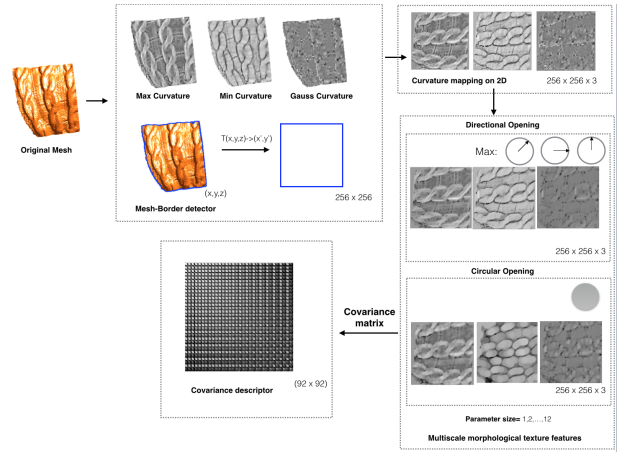 Original Mesh
Max Curvature
Min Curvature
Gauss Curvature
T(x,y,z)->(x',y')
(x,y,z)
Mesh-Border detector
256 x 256
Curvature mapping on 2D
256 x 256 x 3
Directional Opening
Max:
256 x 256 x 3
Circular Opening
256 x 256 x 3
Parameter size= 1,2,...,12
Multiscale morphological texture features
Covariance
matrix
(92 x 92)
Covariance descriptor